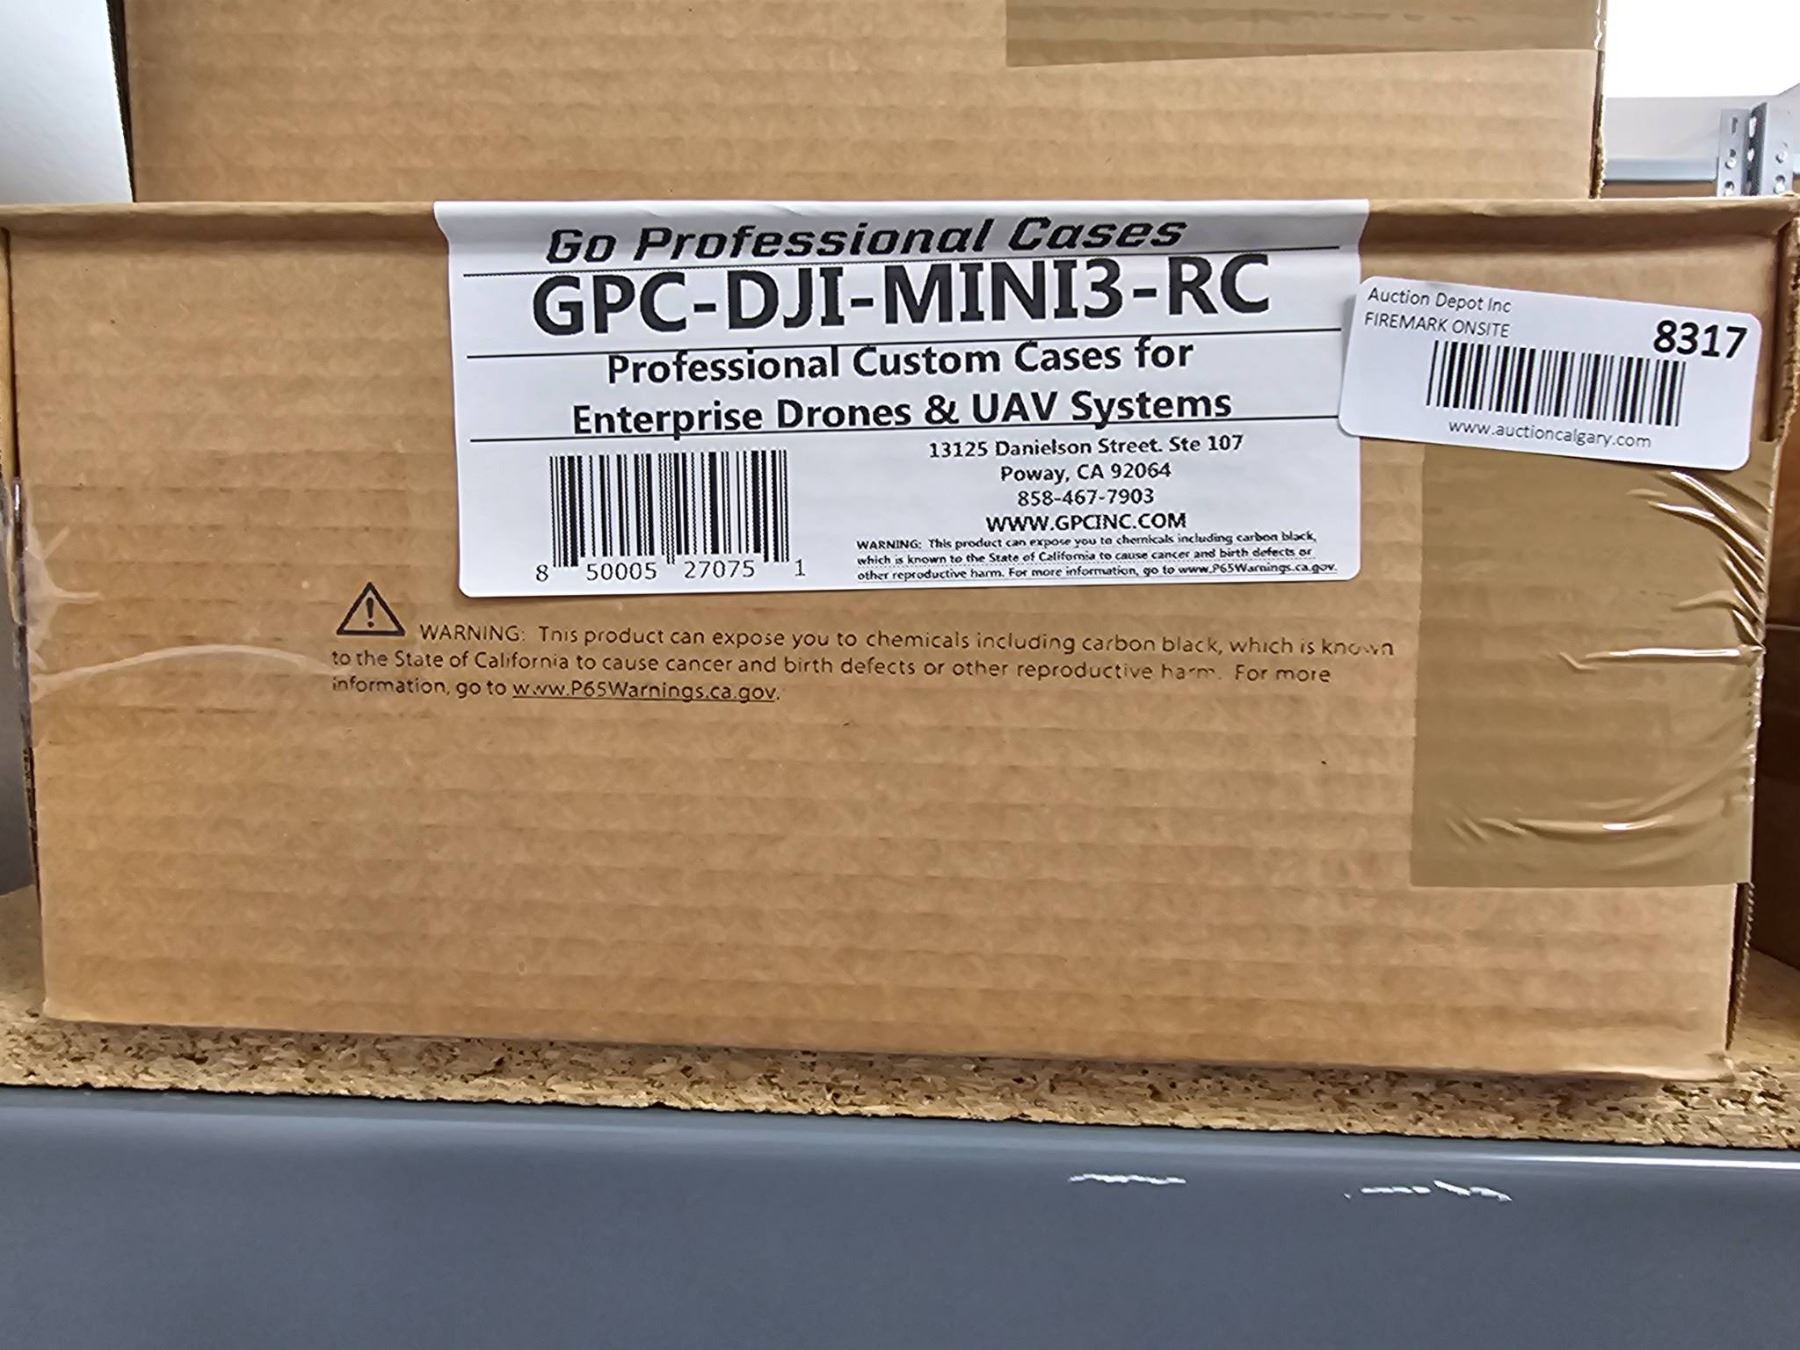 Go Professional Cases
GPC-DJI-MINI3-RC
Professional Custom Cases for
Enterprise Drones & UAV Systems
13125 Danielson Street. Ste 107
Poway, CA 92064
858-467-7903
WWW.GPCINC.COM
WARNING: This product can expose you to chemicals including carbon black,
which is known to the State of California to cause cancer and birth defects or
other reproductive harm. For more information, go to www.P65Warnings.ca.gov.
8 50005 27075 1
Auction Depot Inc
FIREMARK ONSITE
8317
www.auctioncalgary.com
WARNING: This product can expose you to chemicals including carbon black, which is known
to the State of California to cause cancer and birth defects or other reproductive harm. For more
information, go to www.P65Warnings.ca.gov.